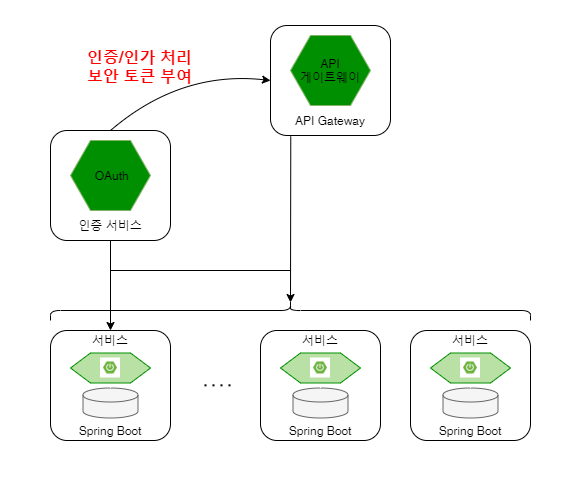 인증/인가 처리
보안 토큰 부여
API
게이트웨이
API Gateway
OAuth
인증 서비스
서비스
서비스
서비스
....
Spring Boot
Spring Boot
Spring Boot